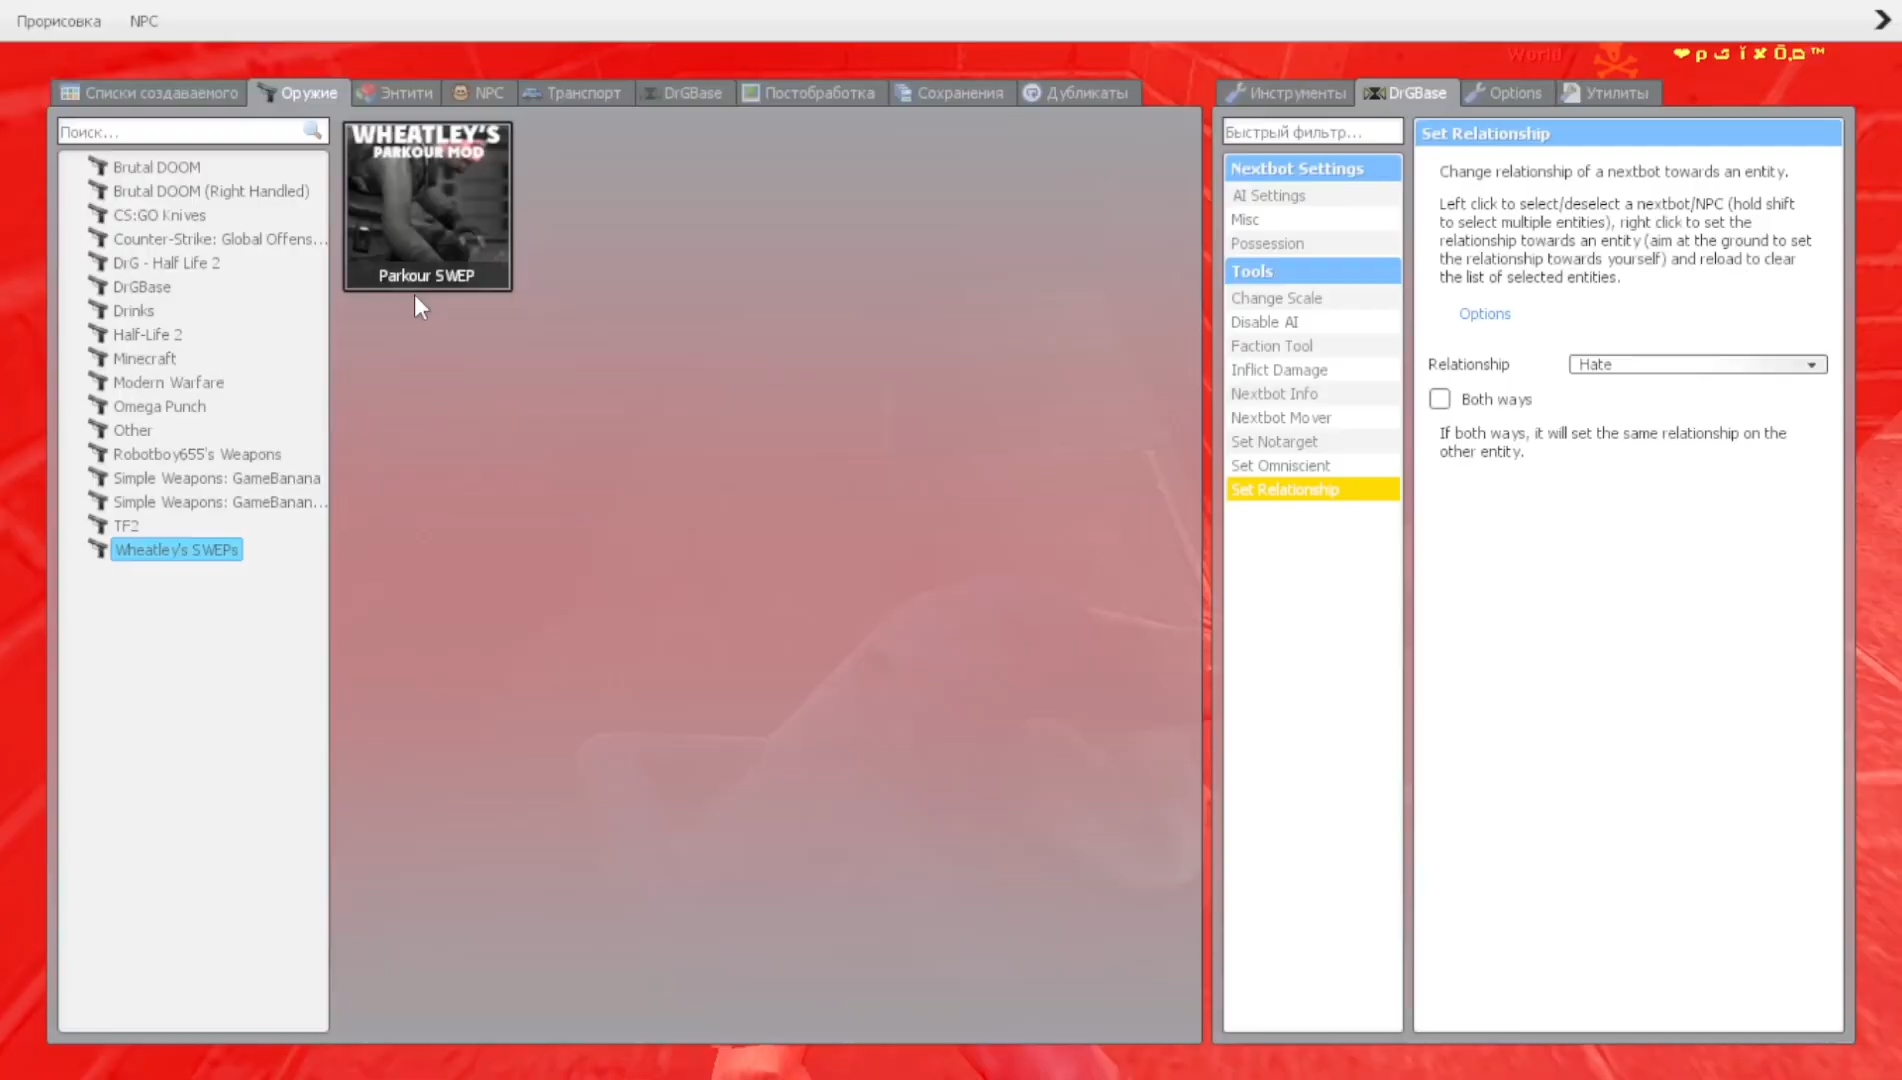 Прорисовка NPC
World ❤
Списки создаваемого Оружие Энтити NPC Транспорт DrGBase Постобработка Сохранения Дубликаты
Инструменты DrGBase Options Утилиты
Поиск...
Brutal DOOM
Brutal DOOM (Right Handled)
CS:GO Knives
Counter-Strike: Global Offens...
DrG - Half Life 2
DrGBase
Drinks
Half-Life 2
Minecraft
Modern Warfare
Omega Punch
Other
Robotboy655's Weapons
Simple Weapons: GameBanana
Simple Weapons: GameBanan...
TF2
Wheatley's SWEPs
WHEATLEY'S
PARKOUR MOD
Parkour SWEP
Быстрый фильтр...
Nextbot Settings
AI Settings
Misc
Possession
Tools
Change Scale
Disable AI
Faction Tool
Inflict Damage
Nextbot Info
Nextbot Mover
Set Notarget
Set Omniscient
Set Relationship
Set Relationship
Change relationship of a nextbot towards an entity.
Left click to select/deselect a nextbot/NPC (hold shift
to select multiple entities), right click to set the
relationship towards an entity (aim at the ground to set
the relationship towards yourself) and reload to clear
the list of selected entities.
Options
Relationship Hate
Both ways
If both ways, it will set the same relationship on the
other entity.